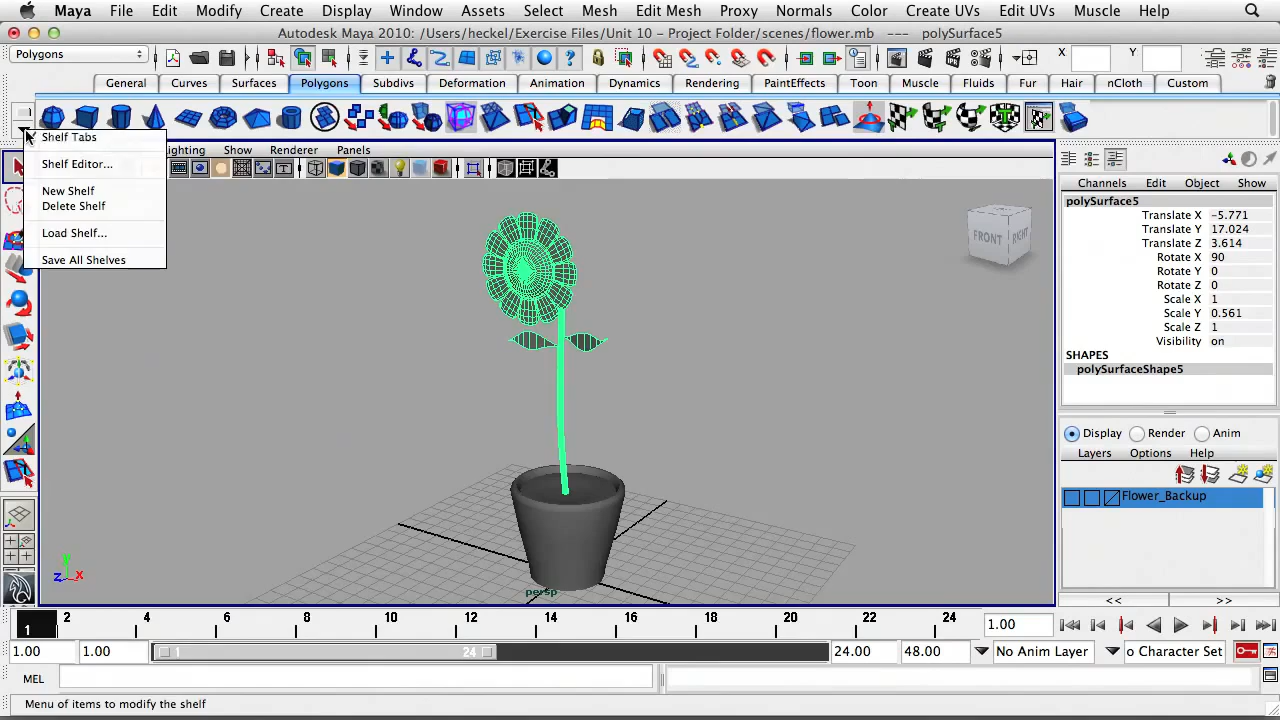 Maya File Edit Modify Create Display Window Assets Select Mesh Edit Mesh Proxy Normals Color Create UVs Edit UVs Muscle Help
Autodesk Maya 2010: /Users/heckel/Exercise Files/Unit 10 - Project Folder/scenes/flower.mb --- polySurface5
Polygons X Y
General Curves Surfaces Polygons Subdivs Deformation Animation Dynamics Rendering PaintEffects Toon Muscle Fluids Fur Hair nCloth Custom
Shelf Tabs
Shelf Editor...
New Shelf
Delete Shelf
Load Shelf...
Save All Shelves
ighting Show Renderer Panels
FRONT RIGHT
persp
Y X Z
Channels Edit Object Show
polySurface5
Translate X -5.771
Translate Y 17.024
Translate Z 3.614
Rotate X 90
Rotate Y 0
Rotate Z 0
Scale X 1
Scale Y 0.561
Scale Z 1
Visibility on
SHAPES
polySurfaceShape5
Display Render Anim
Layers Options Help
Flower_Backup
<< >>
1 2 4 6 8 10 12 14 16 18 20 22 24 1.00
1.00 1.00 1 24 24.00 48.00 No Anim Layer o Character Set
MEL
Menu of items to modify the shelf